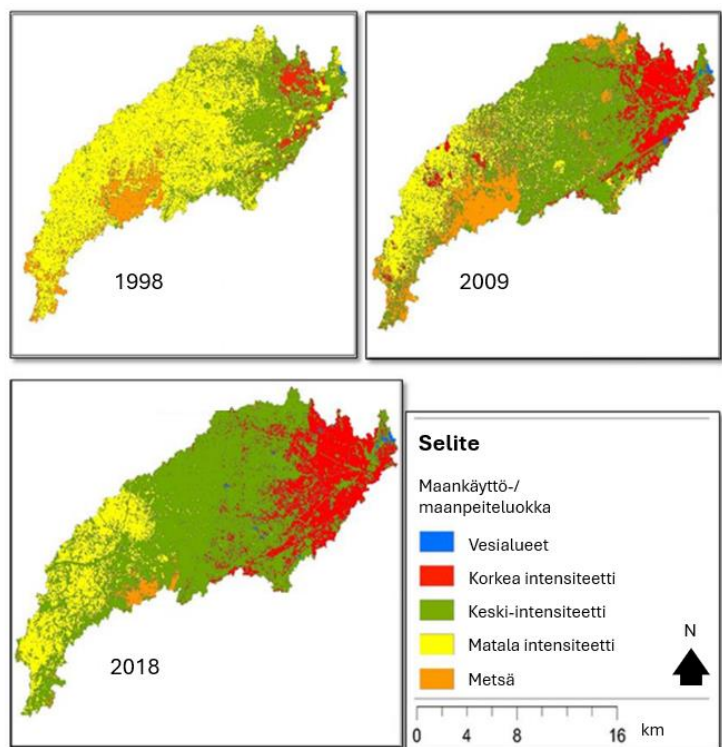 1998
2009
2018
Selite
Maankäyttö-/
maanpeiteluokka
Vesialueet
Korkea intensiteetti
Keski-intensiteetti
Matala intensiteetti
Metsä
N
0 4 8 16 km